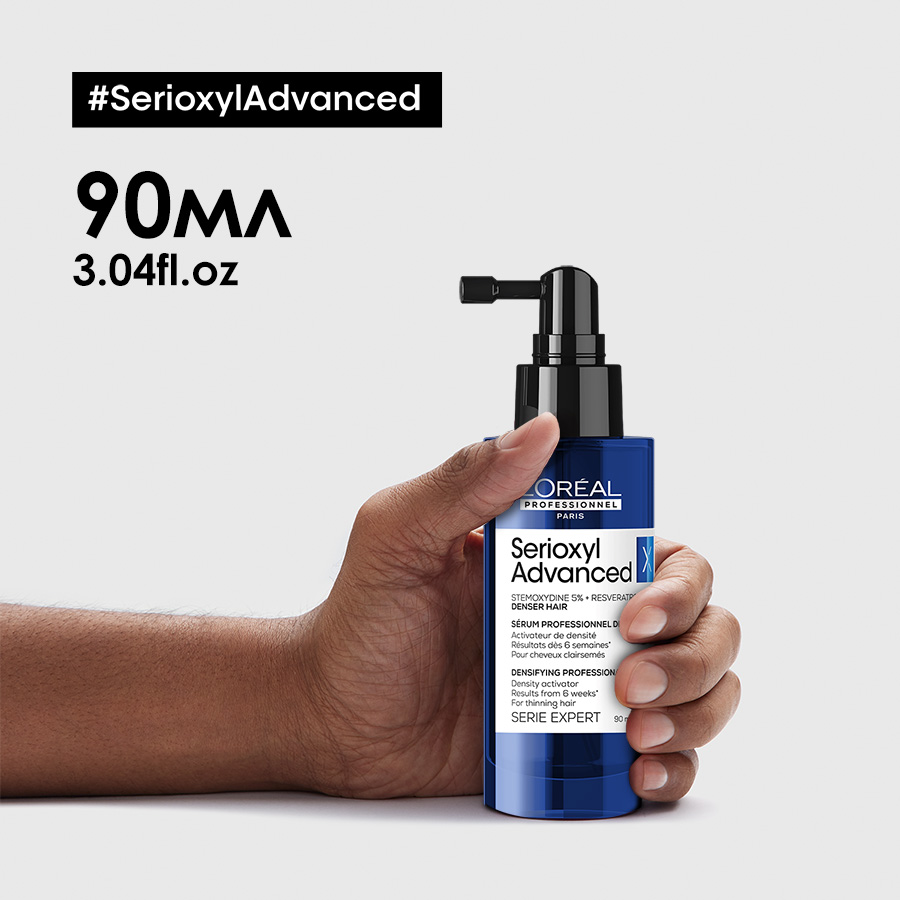 #SerioxylAdvanced
90мл
3.04fl.oz
L'ORÉAL
PROFESSIONNEL
PARIS
Serioxyl
Advanced
X
STEMOXYDINE 5% + RESVERATR
DENSER HAIR
SÉRUM PROFESSIONNEL D
Activateur de densité
Résultats dès 6 semaines*
Pour cheveux clairsemés
DENSIFYING PROFESSIONA
Density activator
Results from 6 weeks*
For thinning hair
SERIE EXPERT 90 m